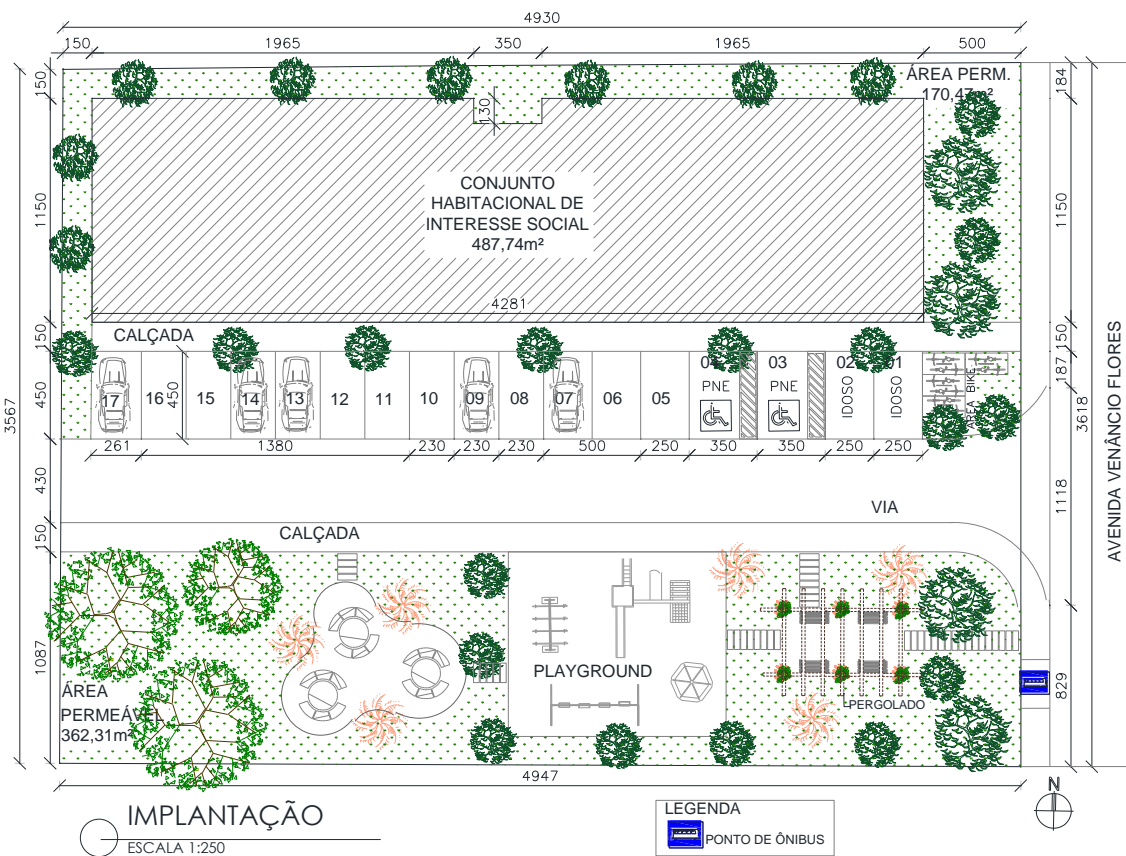 4930
150
1965
350
1965
500
150
1150
150
450
430
150
1087
3567
ÁREA PERM.
170,47m²
130
CONJUNTO
HABITACIONAL DE
INTERESSE SOCIAL
487,74m²
4281
184
1150
150
187
1118
829
3618
AVENIDA VENÂNCIO FLORES
CALÇADA
17
16
450
15
14
13
12
11
10
09
08
07
06
05
04
PNE
03
PNE
02
IDOSO
01
IDOSO
ÁREA BIKE
261
1380
230
230
230
500
250
350
350
250
250
VIA
CALÇADA
PLAYGROUND
PERGOLADO
ÁREA
PERMEÁVEL
362,31m²
4947
IMPLANTAÇÃO
ESCALA 1:250
LEGENDA
PONTO DE ÔNIBUS
N